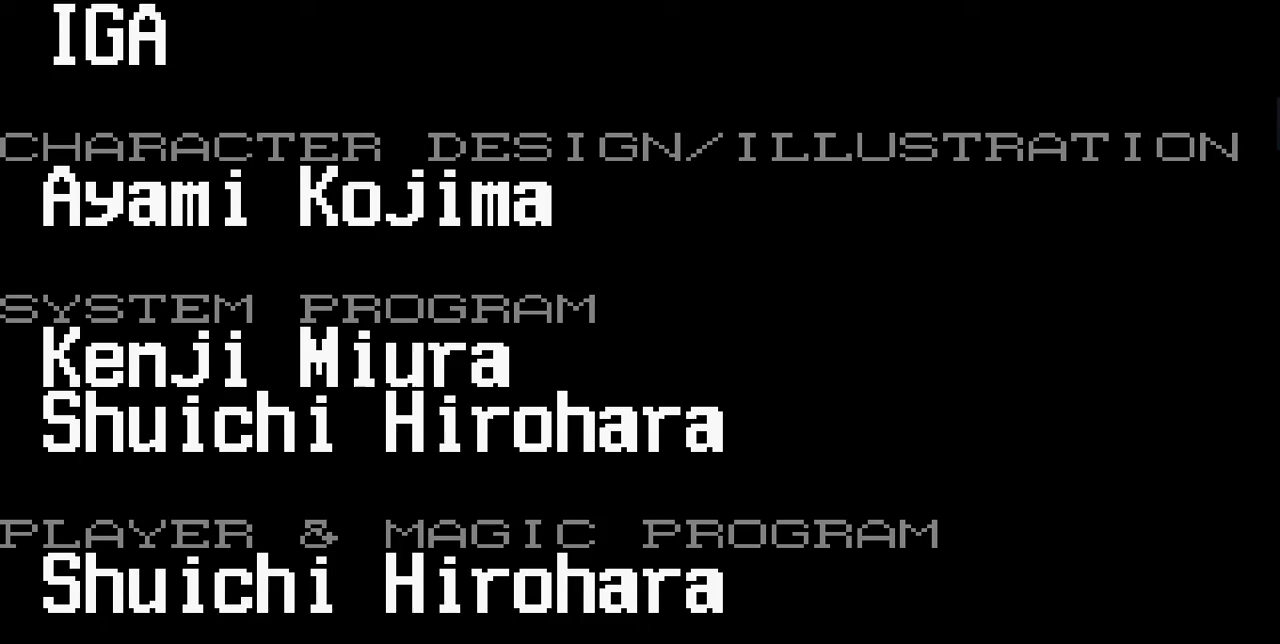 IGA
CHARACTER DESIGN/ILLUSTRATION
Ayami Kojima
SYSTEM PROGRAM
Kenji Miura
Shuichi Hirohara
PLAYER & MAGIC PROGRAM
Shuichi Hirohara